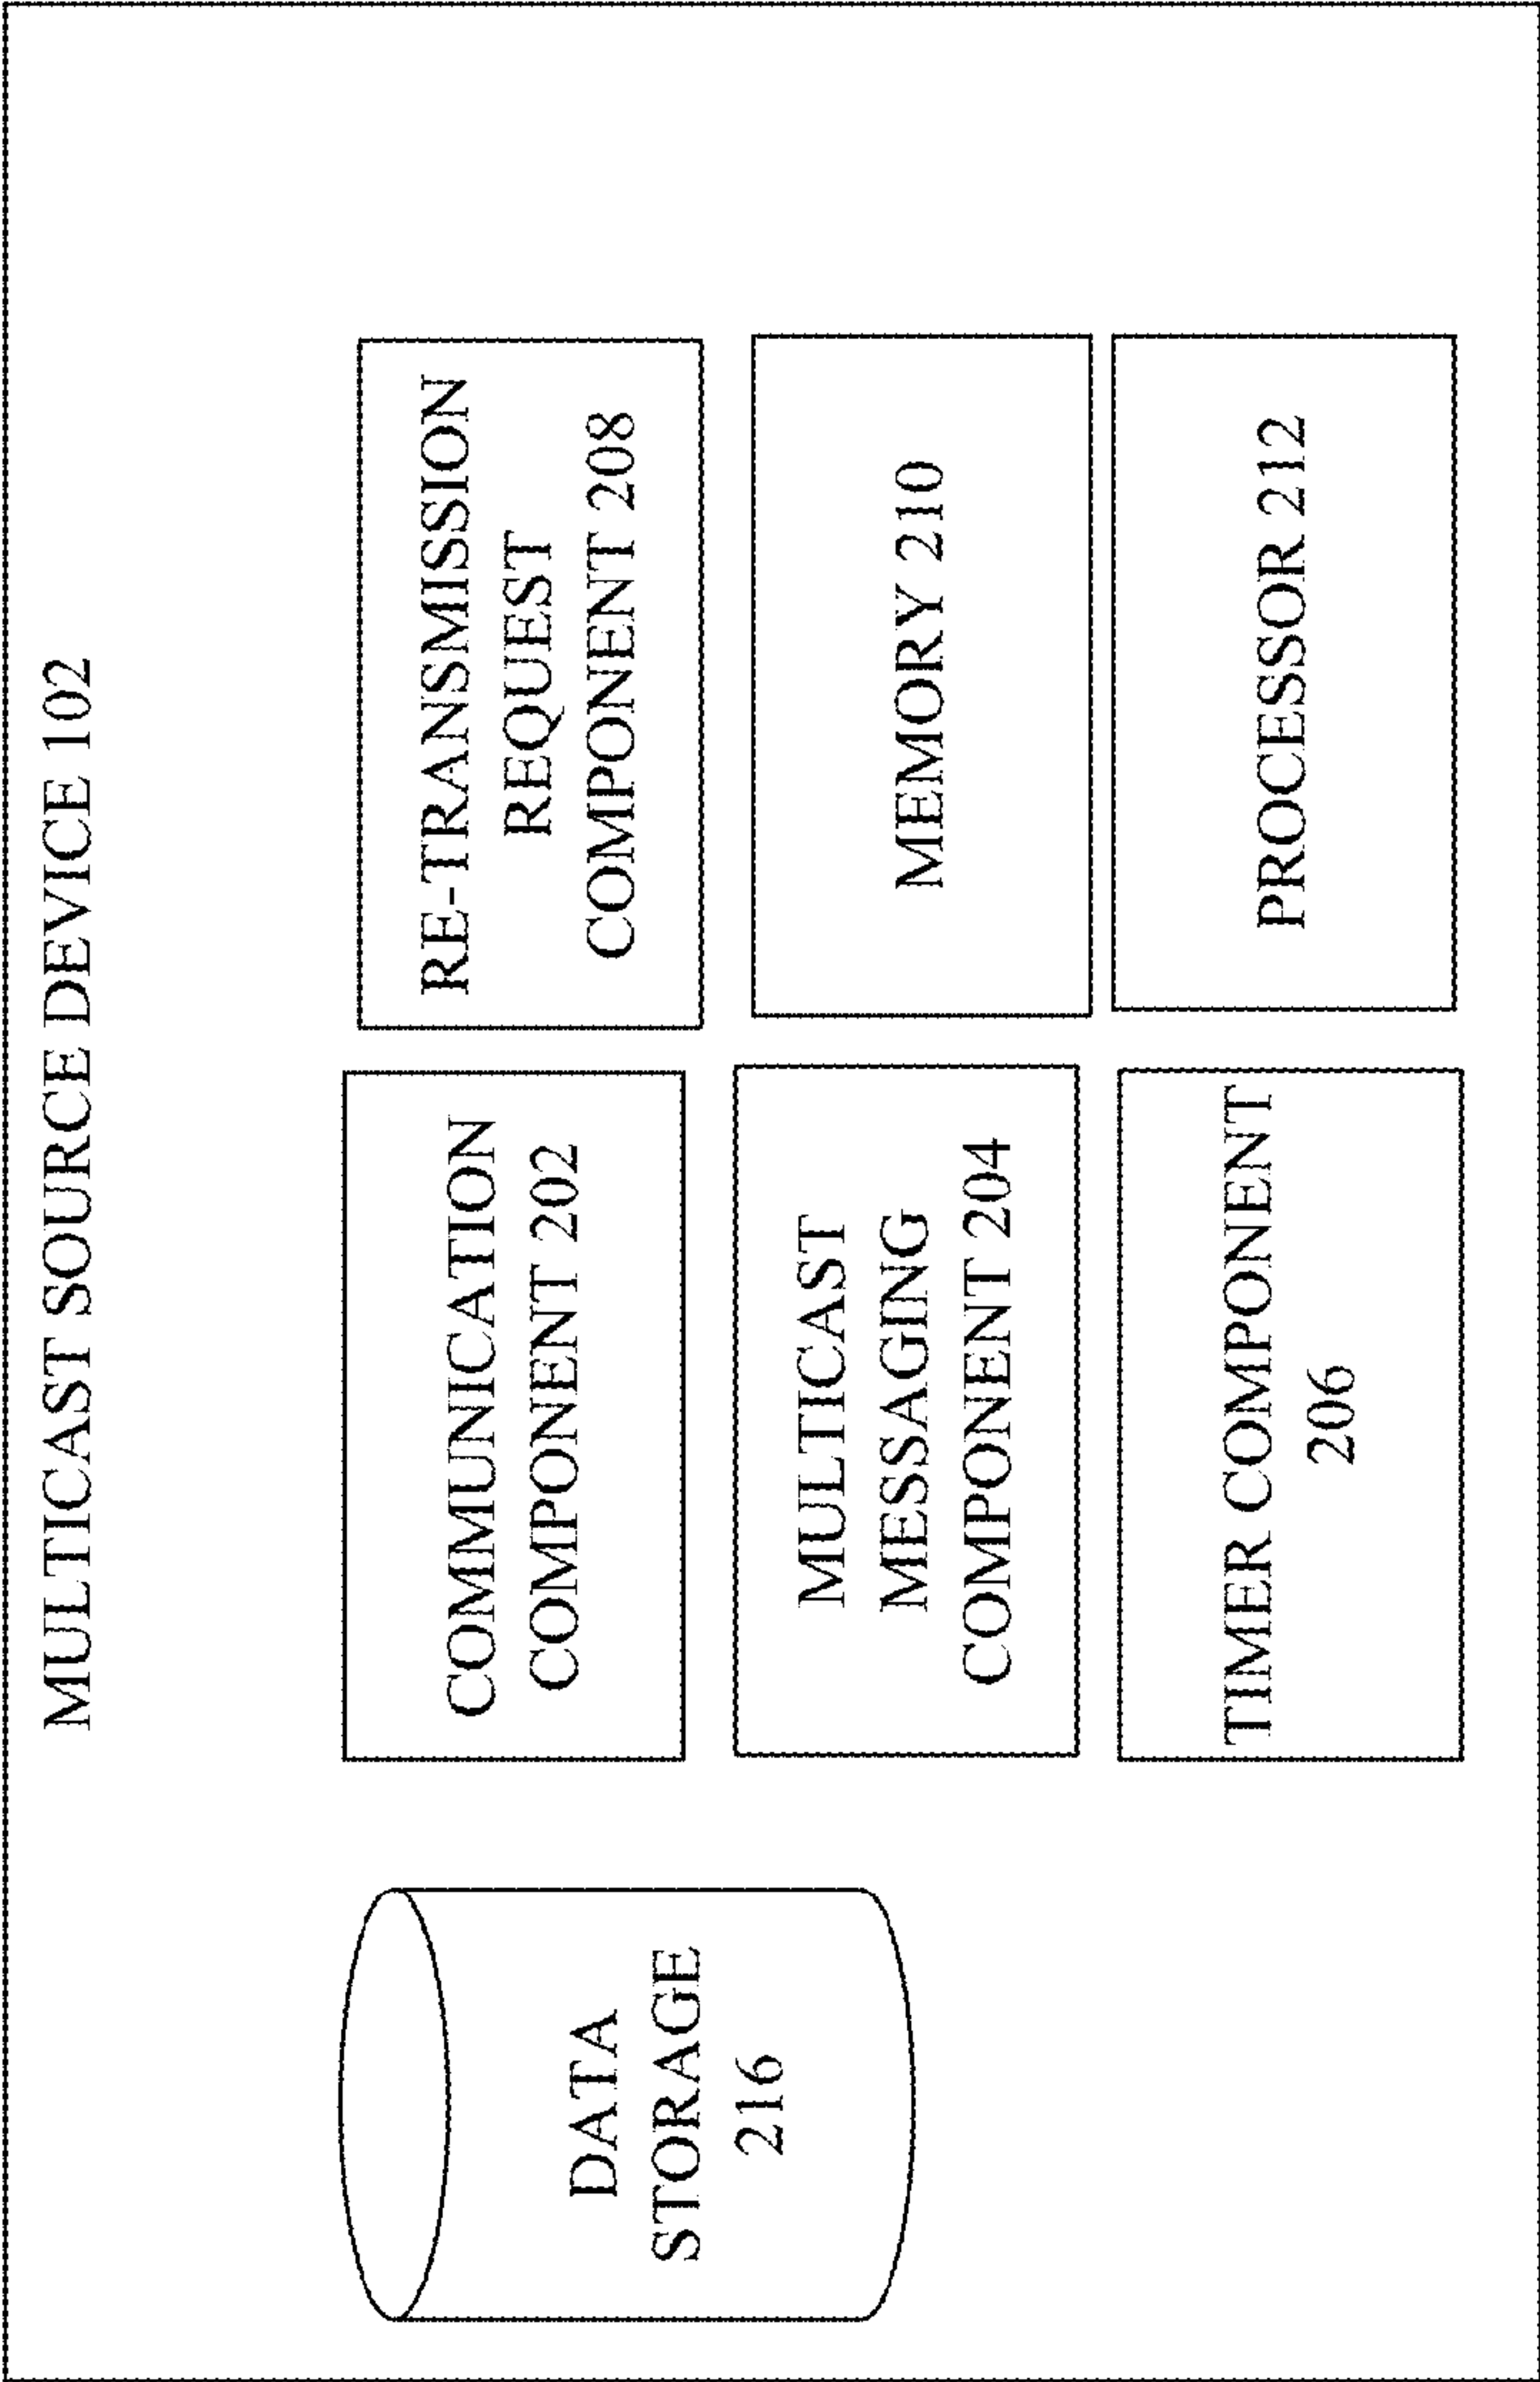 MULTICAST SOURCE DEVICE 102
DATA
STORAGE
216
COMMUNICATION
COMPONENT 202
MULTICAST
MESSAGING
COMPONENT 204
TIMER COMPONENT
206
RE-TRANSMISSION
REQUEST
COMPONENT 208
MEMORY 210
PROCESSOR 212